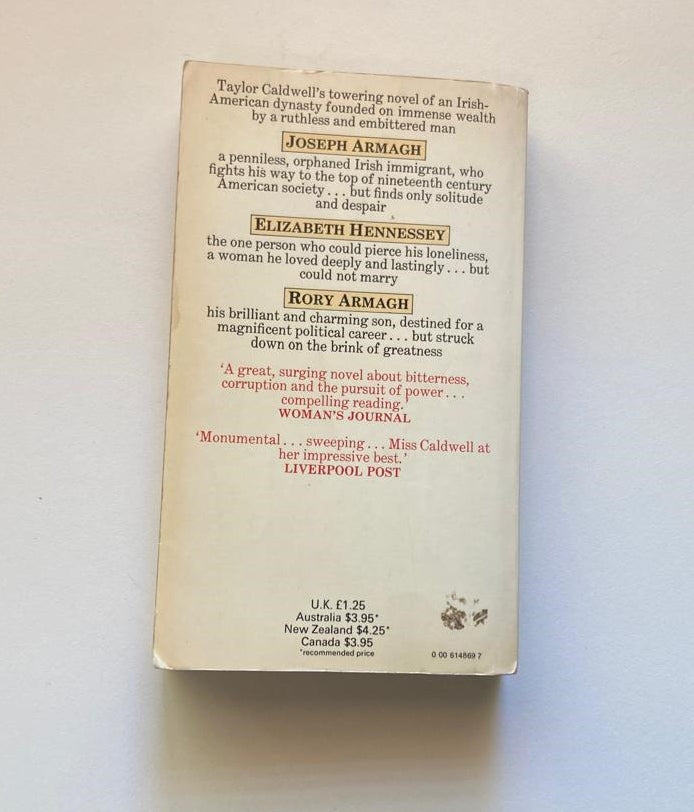 Taylor Caldwell's towering novel of an Irish-
American dynasty founded on immense wealth
by a ruthless and embittered man
JOSEPH ARMAGH
a penniless, orphaned Irish immigrant, who
fights his way to the top of nineteenth century
American society . . . but finds only solitude
and despair
ELIZABETH HENNESSEY
the one person who could pierce his loneliness,
a woman he loved deeply and lastingly . . . but
could not marry
RORY ARMAGH
his brilliant and charming son, destined for a
magnificent political career . . . but struck
down on the brink of greatness
'A great, surging novel about bitterness,
corruption and the pursuit of power . . .
compelling reading.'
WOMAN'S JOURNAL
'Monumental . . . sweeping . . . Miss Caldwell at
her impressive best.'
LIVERPOOL POST
U.K. £1.25
Australia $3.95*
New Zealand $4.25*
Canada $3.95
*recommended price
0 00 614869 7